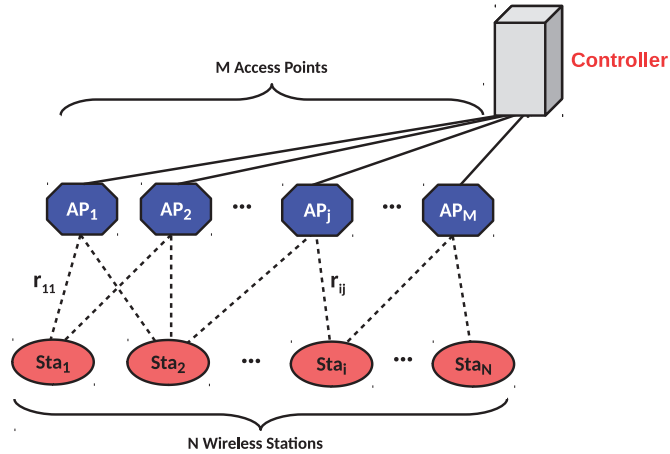 M Access Points
Controller
AP1 AP2 ... APj ... APM
r11 rij
Sta1 Sta2 ... Stai ... StaN
N Wireless Stations